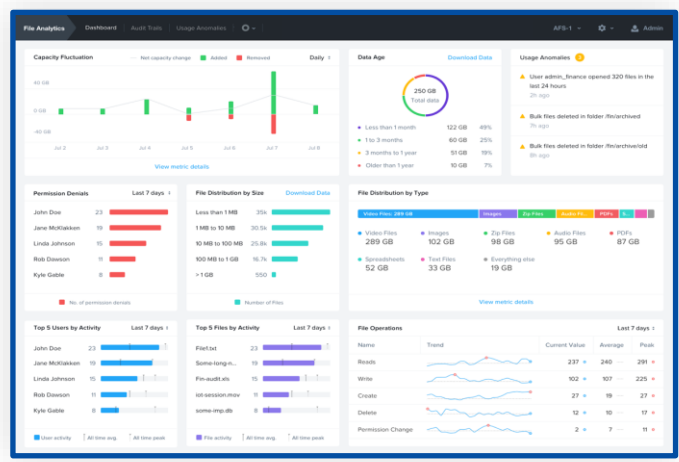 File Analytics
Dashboard
Audit Trails
Usage Anomalies
AFS-1
Admin
Capacity Fluctuation
Net capacity change
Added
Removed
Daily
40 GB
0 GB
-40 GB
Jul 2
Jul 3
Jul 4
Jul 5
Jul 6
Jul 7
Jul 8
View metric details
Data Age
Download Data
250 GB
Total data
Less than 1 month 122 GB 49%
1 to 3 months 60 GB 25%
3 months to 1 year 51 GB 19%
Older than 1 year 10 GB 7%
Usage Anomalies
User admin_finance opened 320 files in the
last 24 hours
2h ago
Bulk files deleted in folder /fin/archived
7h ago
Bulk files deleted in folder /fin/archive/old
8h ago
Permission Denials
Last 7 days
John Doe 23
Jane McKlakken 19
Linda Johnson 15
Rob Dawson 11
Kyle Gable 8
No. of permission denials
File Distribution by Size
Download Data
Less than 1 MB 35k
1 MB to 10 MB 30.5k
10 MB to 100 MB 25.8k
100 MB to 1 GB 16.7k
> 1 GB 550
Number of Files
File Distribution by Type
Video Files: 289 GB
Images
Zip Files
Audio Fi...
PDFs
S...
Video Files
289 GB
Images
102 GB
Zip Files
98 GB
Audio Files
95 GB
PDFs
87 GB
Spreadsheets
52 GB
Text Files
33 GB
Everything else
19 GB
View metric details
Top 5 Users by Activity
Last 7 days
John Doe 23
Jane McKlakken 19
Linda Johnson 15
Rob Dawson 11
Kyle Gable 8
User activity
All time avg.
All time peak
Top 5 Files by Activity
Last 7 days
File1.txt 23
Some-long-n... 19
Fin-audit.xls 15
iot-session.mov 11
some-imp.db 8
File activity
All time avg.
All time peak
File Operations
Last 7 days
Name Trend Current Value Average Peak
Reads 237 240 291
Write 102 107 225
Create 27 19 27
Delete 12 10 17
Permission Change 2 7 11